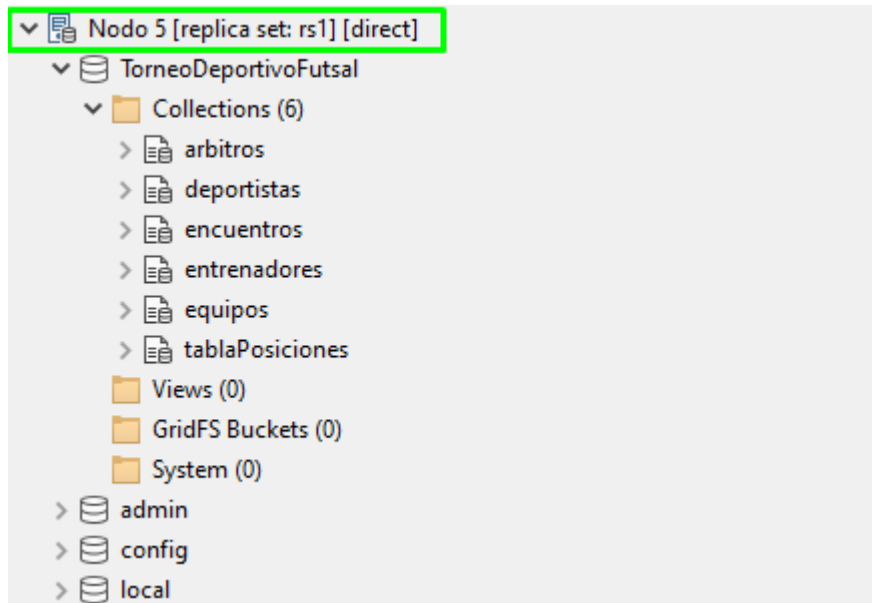 Nodo 5 [replica set: rs1] [direct]
TorneoDeportivoFutsal
Collections (6)
arbitros
deportistas
encuentros
entrenadores
equipos
tablaPosiciones
Views (0)
GridFS Buckets (0)
System (0)
admin
config
local